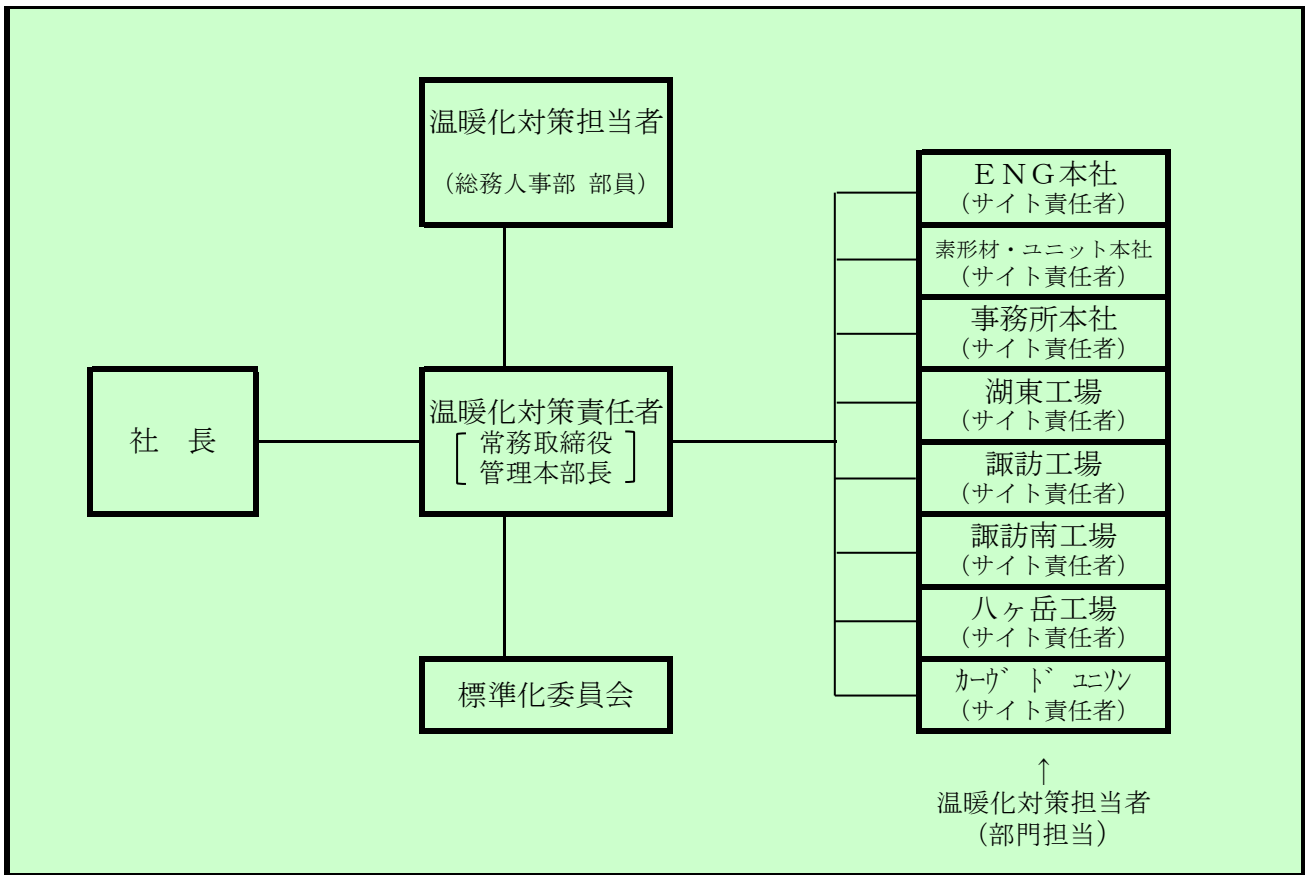 温暖化対策担当者
（総務人事部 部員）
社　長
温暖化対策責任者
常務取締役
管理本部長
標準化委員会
ＥＮＧ本社
（サイト責任者）
素形材・ユニット本社
（サイト責任者）
事務所本社
（サイト責任者）
湖東工場
（サイト責任者）
諏訪工場
（サイト責任者）
諏訪南工場
（サイト責任者）
八ヶ岳工場
（サイト責任者）
ｶｰｳﾞ ﾄﾞ ﾕﾆｿﾝ
（サイト責任者）
↑
温暖化対策担当者
（部門担当）